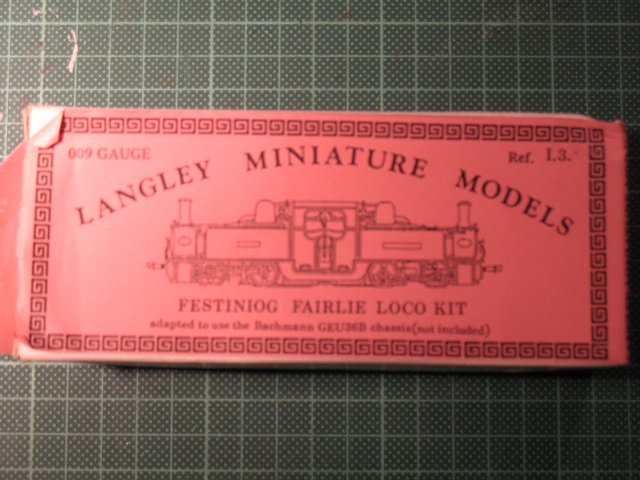 009 GAUGE
Ref. L3.
LANGLEY MINIATURE MODELS
FESTINIOG FAIRLIE LOCO KIT
adapted to use the Bachmann GEU36B chassis(not included)